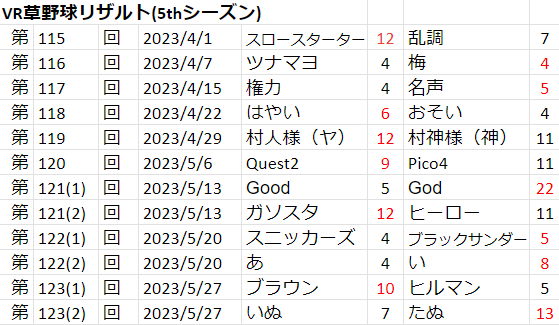 VR草野球リザルト(5thシーズン)
第 115 回 2023/4/1 スロースターター 12 乱調 7
第 116 回 2023/4/7 ツナマヨ 4 梅 4
第 117 回 2023/4/15 権力 4 名声 5
第 118 回 2023/4/22 はやい 6 おそい 4
第 119 回 2023/4/29 村人様（ヤ） 12 村神様（神） 11
第 120 回 2023/5/6 Quest2 9 Pico4 11
第 121(1) 回 2023/5/13 Good 5 God 22
第 121(2) 回 2023/5/13 ガソスタ 12 ヒーロー 11
第 122(1) 回 2023/5/20 スニッカーズ 4 ブラックサンダー 5
第 122(2) 回 2023/5/20 あ 4 い 8
第 123(1) 回 2023/5/27 ブラウン 10 ヒルマン 5
第 123(2) 回 2023/5/27 いぬ 7 たぬ 13